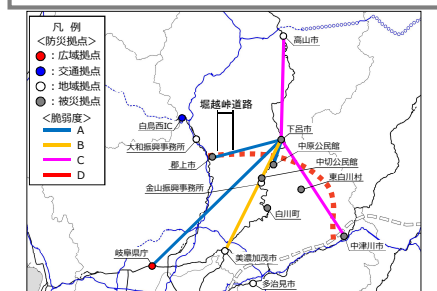 凡 例
<防災拠点>
：広域拠点
：交通拠点
：地域拠点
：被災拠点
<脆弱度>
A
B
C
D
高山市
堀越峠道路
白鳥西IC
下呂市
大和振興事務所
中原公民館
郡上市
中切公民館
金山振興事務所
東白川村
白川町
岐阜県庁
美濃加茂市
中津川市
多治見市